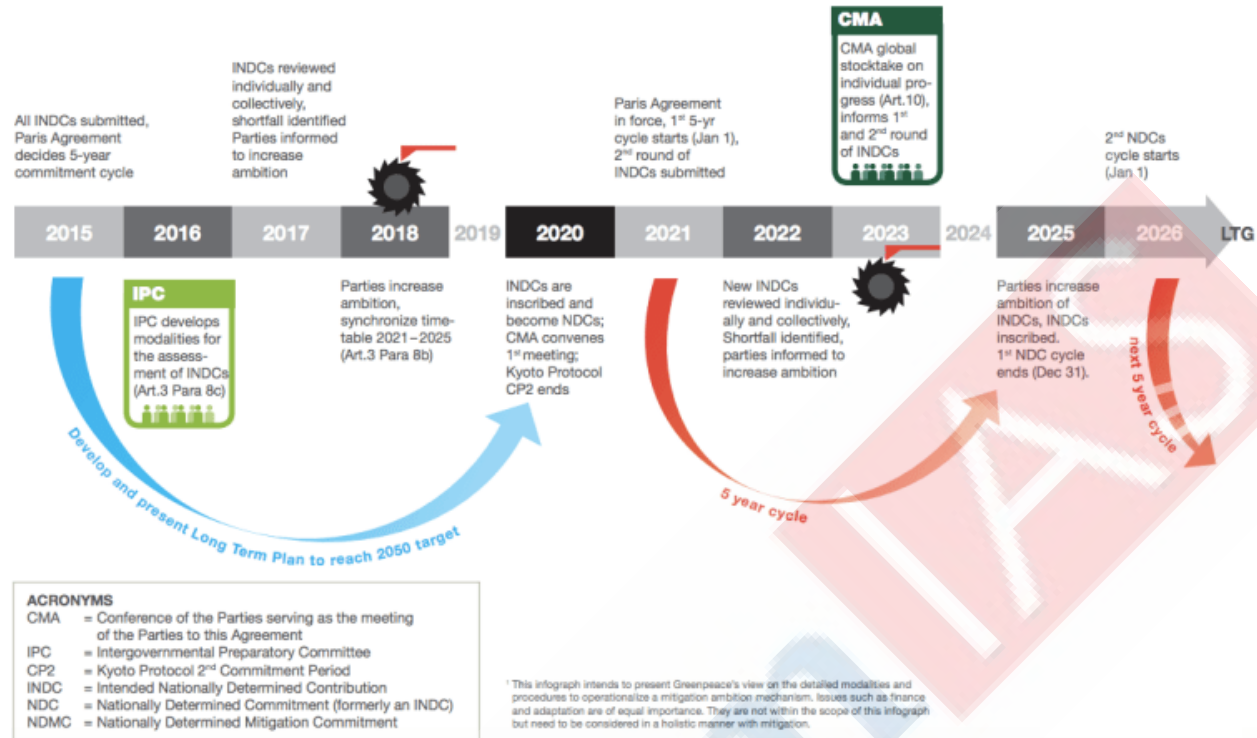 CMA
CMA global
stocktake on
individual pro-
gress (Art.10),
informs 1st
and 2nd round
of INDCs
INDCs reviewed
individually and
collectively,
shortfall identified
Parties informed
to increase
ambition
All INDCs submitted,
Paris Agreement
decides 5-year
commitment cycle
Paris Agreement
in force, 1st 5-yr
cycle starts (Jan 1),
2nd round of
INDCs submitted
2nd NDCs
cycle starts
(Jan 1)
2015 2016 2017 2018 2019 2020 2021 2022 2023 2024 2025 2026 LTG
IPC
IPC develops
modalities for
the assess-
ment of INDCs
(Art.3 Para 8c)
Parties increase
ambition,
synchronize time-
table 2021–2025
(Art.3 Para 8b)
INDCs are
inscribed and
become NDCs;
CMA convenes
1st meeting;
Kyoto Protocol
CP2 ends
New INDCs
reviewed individu-
ally and collectively,
Shortfall identified,
parties informed to
increase ambition
Parties increase
ambition of
INDCs, INDCs
inscribed.
1st NDC cycle
ends (Dec 31).
next 5 year cycle
Develop and present Long Term Plan to reach 2050 target
5 year cycle
ACRONYMS
CMA = Conference of the Parties serving as the meeting
of the Parties to this Agreement
IPC = Intergovernmental Preparatory Committee
CP2 = Kyoto Protocol 2nd Commitment Period
INDC = Intended Nationally Determined Contribution
NDC = Nationally Determined Commitment (formerly an INDC)
NDMC = Nationally Determined Mitigation Commitment
1 This infograph intends to present Greenpeace's view on the detailed modalities and
procedures to operationalize a mitigation ambition mechanism. Issues such as finance
and adaptation are of equal importance. They are not within the scope of this infograph
but need to be considered in a holistic manner with mitigation.
IAS